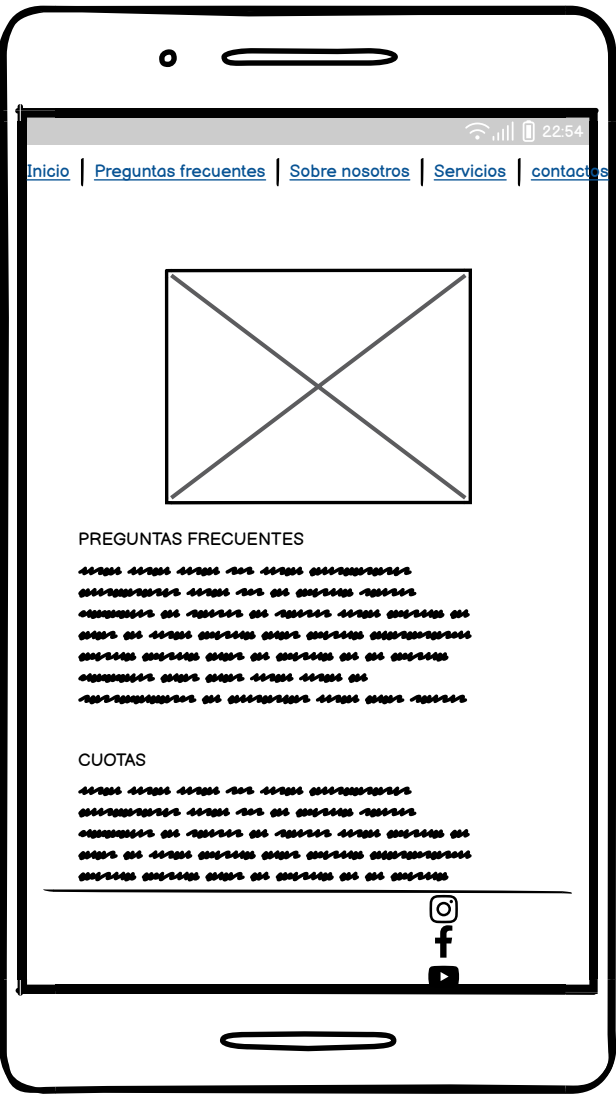 22:54
Inicio Preguntas frecuentes Sobre nosotros Servicios contactos
PREGUNTAS FRECUENTES
CUOTAS